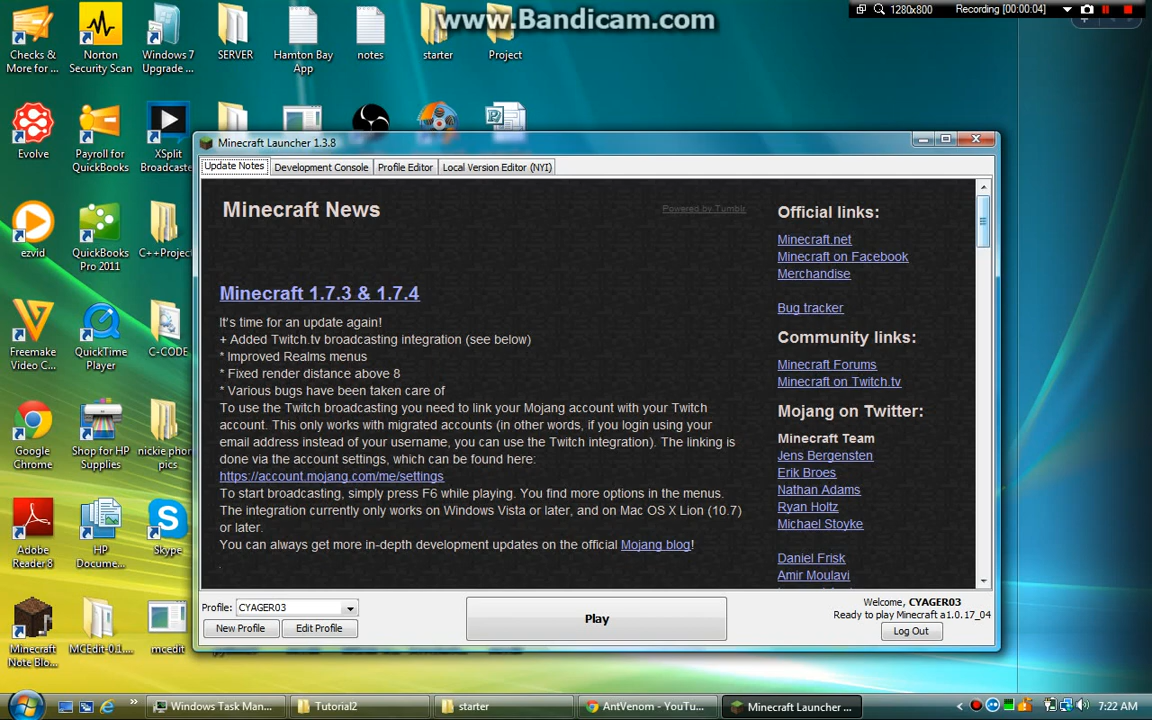 www.Bandicam.com
1280x800
Recording [00:00:04]
Checks & More for ...
Norton Security Scan
Windows 7 Upgrade ...
SERVER
Hamton Bay App
notes
starter
Project
Evolve
Payroll for QuickBooks
XSplit Broadcaste
ezvid
QuickBooks Pro 2011
C++Project
Freemake Video C...
QuickTime Player
C-CODE
Google Chrome
Shop for HP Supplies
nickie phon pics
Adobe Reader 8
HP Docume...
Skype
Minecraft Note Blo...
MCEdit-0.1....
mcedit
Minecraft Launcher 1.3.8
Update Notes
Development Console
Profile Editor
Local Version Editor (NYI)
Minecraft News
Powered by Tumblr
Minecraft 1.7.3 & 1.7.4
It's time for an update again!
+ Added Twitch.tv broadcasting integration (see below)
* Improved Realms menus
* Fixed render distance above 8
* Various bugs have been taken care of
To use the Twitch broadcasting you need to link your Mojang account with your Twitch
account. This only works with migrated accounts (in other words, if you login using your
email address instead of your username, you can use the Twitch integration). The linking is
done via the account settings, which can be found here:
https://account.mojang.com/me/settings
To start broadcasting, simply press F6 while playing. You find more options in the menus.
The integration currently only works on Windows Vista or later, and on Mac OS X Lion (10.7)
or later.
You can always get more in-depth development updates on the official Mojang blog!
Official links:
Minecraft.net
Minecraft on Facebook
Merchandise
Bug tracker
Community links:
Minecraft Forums
Minecraft on Twitch.tv
Mojang on Twitter:
Minecraft Team
Jens Bergensten
Erik Broes
Nathan Adams
Ryan Holtz
Michael Stoyke
Daniel Frisk
Amir Moulavi
Profile:
CYAGER03
New Profile
Edit Profile
Play
Welcome, CYAGER03
Ready to play Minecraft a1.0.17_04
Log Out
Windows Task Man...
Tutorial2
starter
AntVenom - YouTu...
Minecraft Launcher ...
7:22 AM